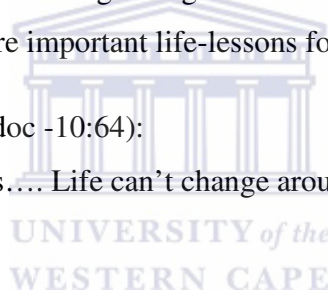 re important life-lessons fo
doc -10:64):
s…. Life can't change arou
UNIVERSITY of the
WESTERN CAPE